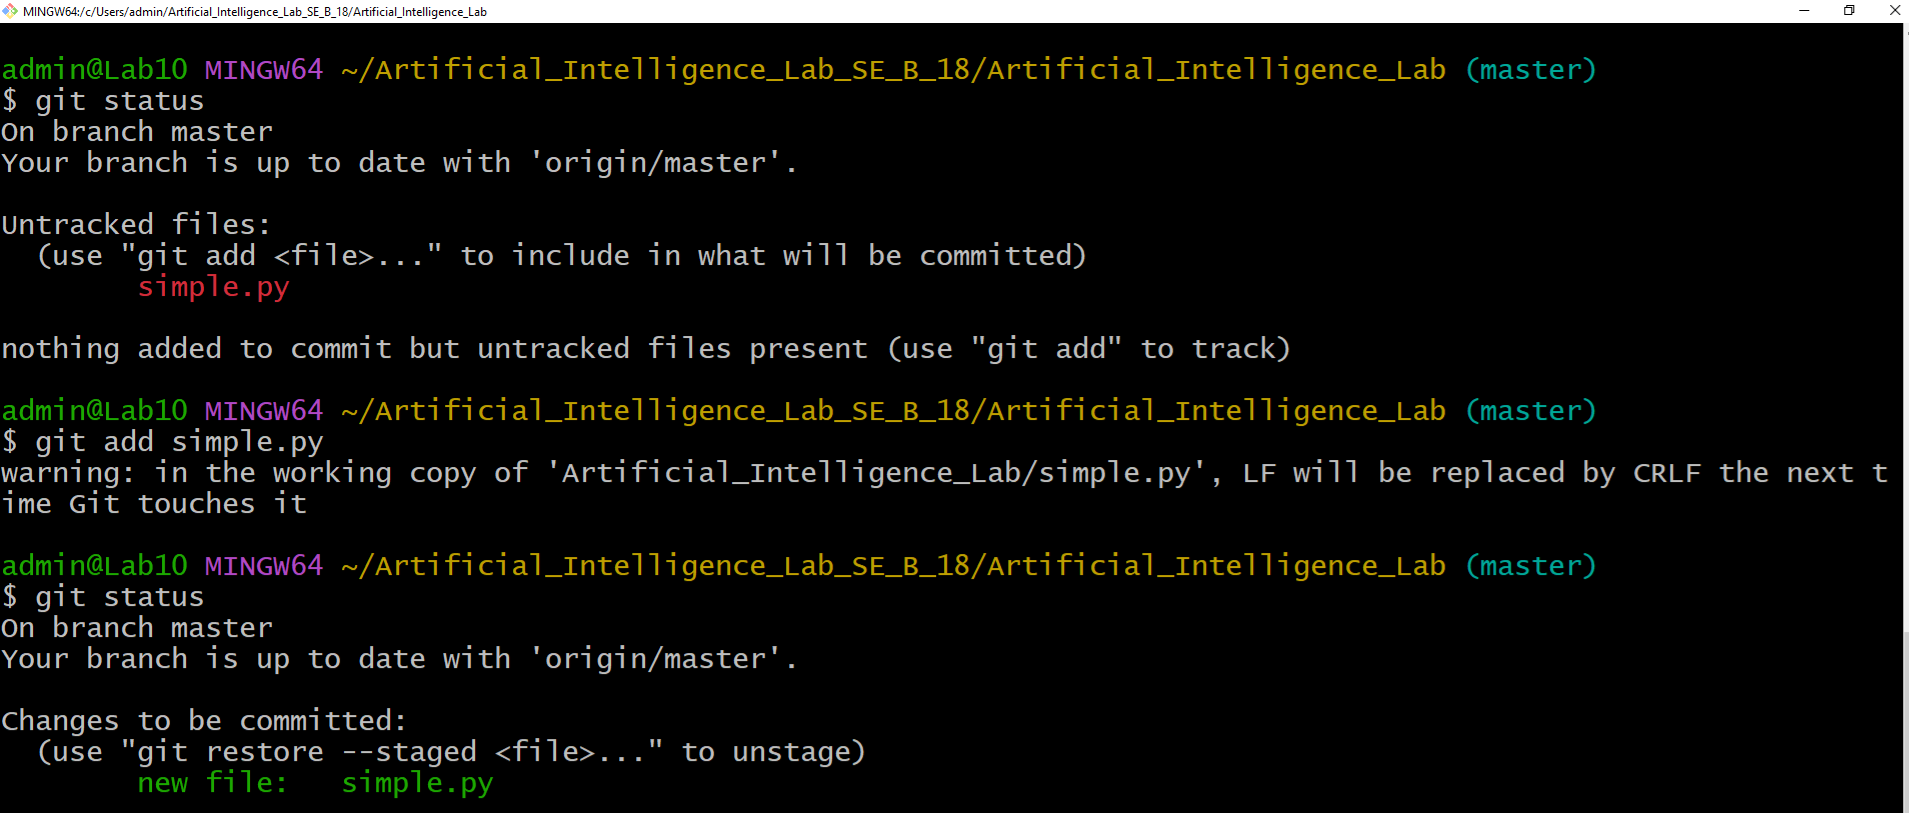 MINGW64:/c/Users/admin/Artificial_Intelligence_Lab_SE_B_18/Artificial_Intelligence_Lab
admin@Lab10 MINGW64 ~/Artificial_Intelligence_Lab_SE_B_18/Artificial_Intelligence_Lab (master)
$ git status
On branch master
Your branch is up to date with 'origin/master'.
Untracked files:
  (use "git add <file>..." to include in what will be committed)
        simple.py
nothing added to commit but untracked files present (use "git add" to track)
admin@Lab10 MINGW64 ~/Artificial_Intelligence_Lab_SE_B_18/Artificial_Intelligence_Lab (master)
$ git add simple.py
warning: in the working copy of 'Artificial_Intelligence_Lab/simple.py', LF will be replaced by CRLF the next t
ime Git touches it
admin@Lab10 MINGW64 ~/Artificial_Intelligence_Lab_SE_B_18/Artificial_Intelligence_Lab (master)
$ git status
On branch master
Your branch is up to date with 'origin/master'.
Changes to be committed:
  (use "git restore --staged <file>..." to unstage)
        new file:   simple.py